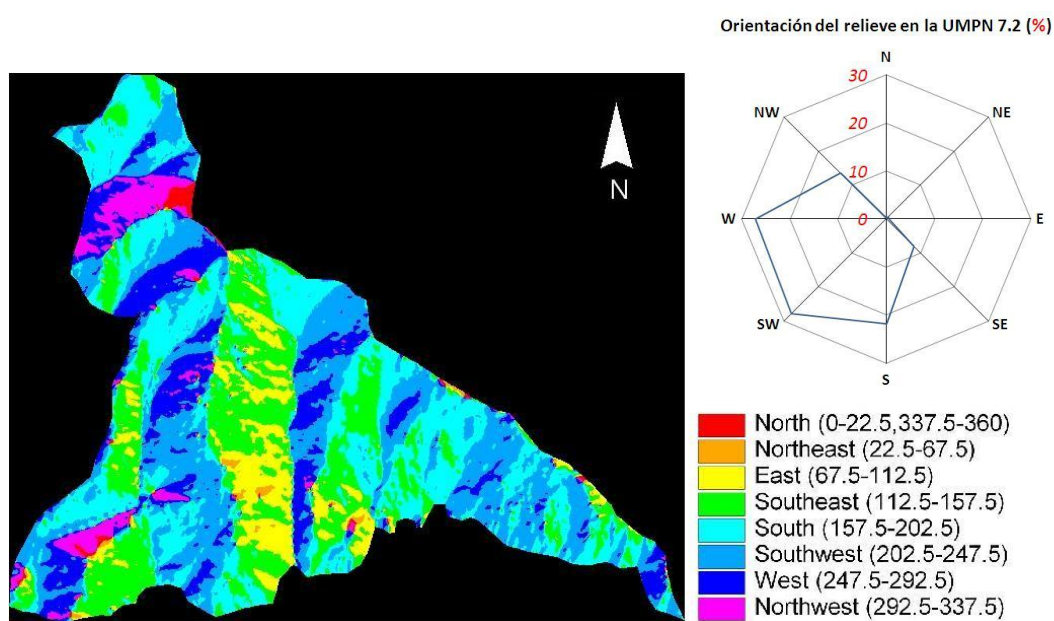 Orientación del relieve en la UMPN 7.2 (%)
N
30
NW
NE
20
10
W
0
E
SW
SE
S
N
North (0-22.5,337.5-360)
Northeast (22.5-67.5)
East (67.5-112.5)
Southeast (112.5-157.5)
South (157.5-202.5)
Southwest (202.5-247.5)
West (247.5-292.5)
Northwest (292.5-337.5)